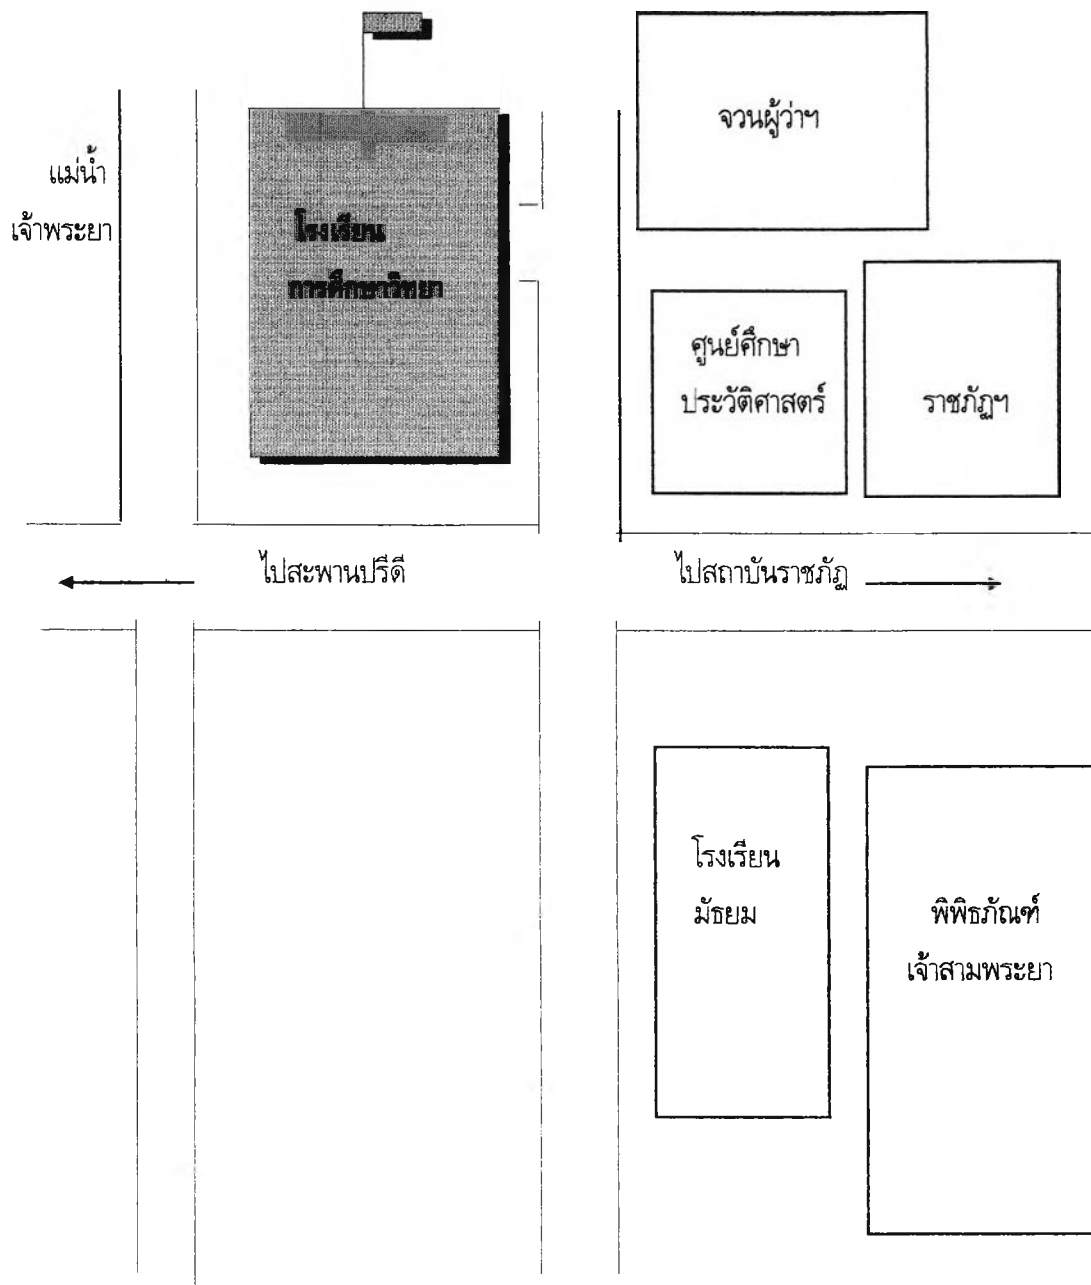 จวนผู้ว่าฯ
แม่น้ำ
เจ้าพระยา
โรงเรียน
การศึกษาวิทยา
ศูนย์ศึกษา
ประวัติศาสตร์
ราชภัฏฯ
ไปสะพานปรีดี
ไปสถาบันราชภัฏ
โรงเรียน
มัธยม
พิพิธภัณฑ์
เจ้าสามพระยา